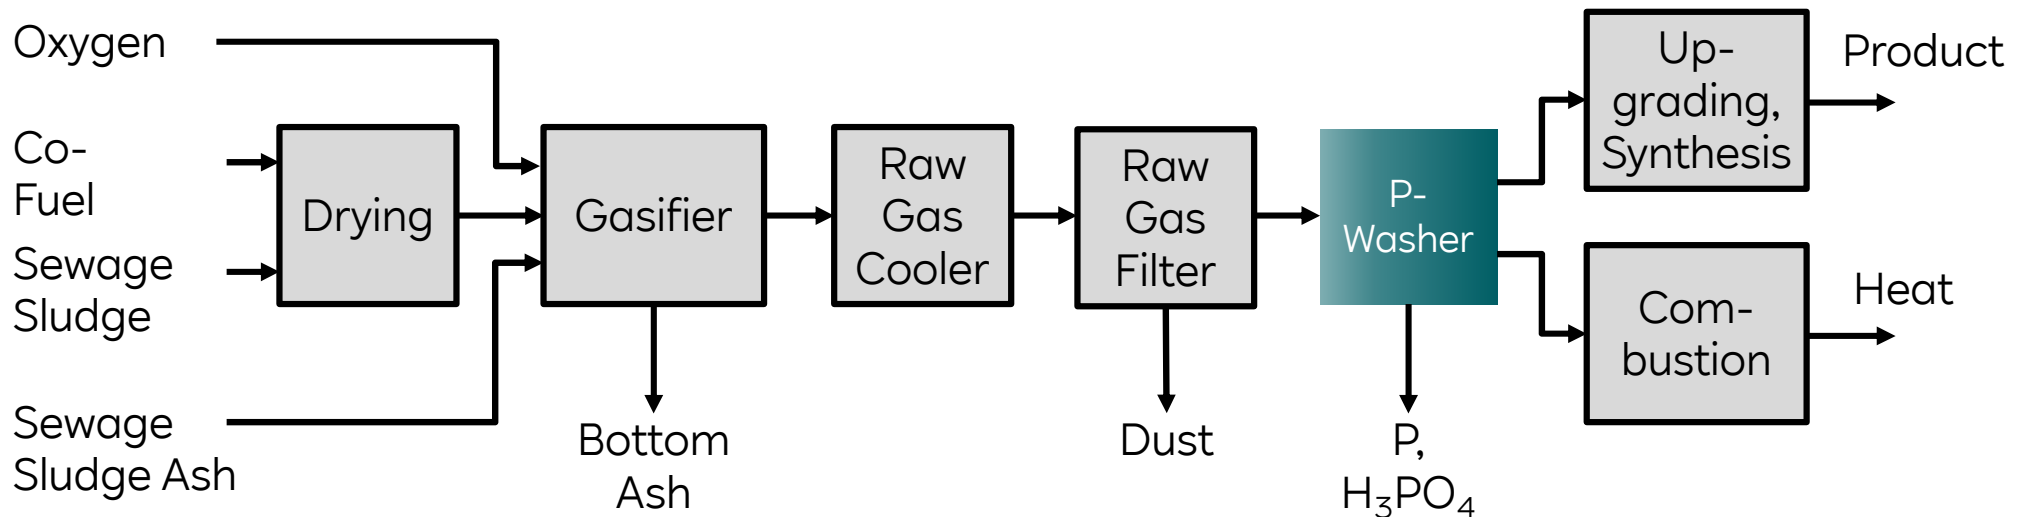 Oxygen
Co-
Fuel
Sewage
Sludge
Sewage
Sludge Ash
Drying
Gasifier
Bottom
Ash
Raw
Gas
Cooler
Raw
Gas
Filter
Dust
P-
Washer
P,
H₃PO₄
Up-
grading,
Synthesis
Product
Com-
bustion
Heat